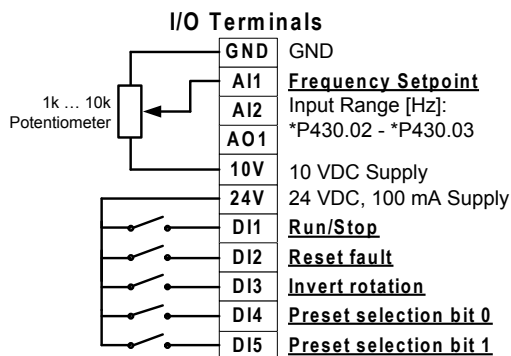 I/O Terminals
GND GND
AI1 Frequency Setpoint
1k ... 10k
Potentiometer
AI2 Input Range [Hz]:
*P430.02 - *P430.03
AO1
10V 10 VDC Supply
24V 24 VDC, 100 mA Supply
DI1 Run/Stop
DI2 Reset fault
DI3 Invert rotation
DI4 Preset selection bit 0
DI5 Preset selection bit 1